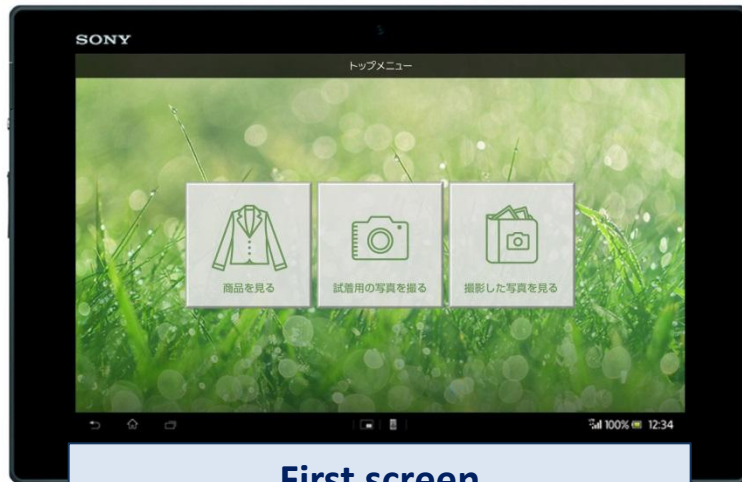 SONY
トップメニュー
商品を見る
試着用の写真を撮る
撮影した写真を見る
100% 12:34
First screen